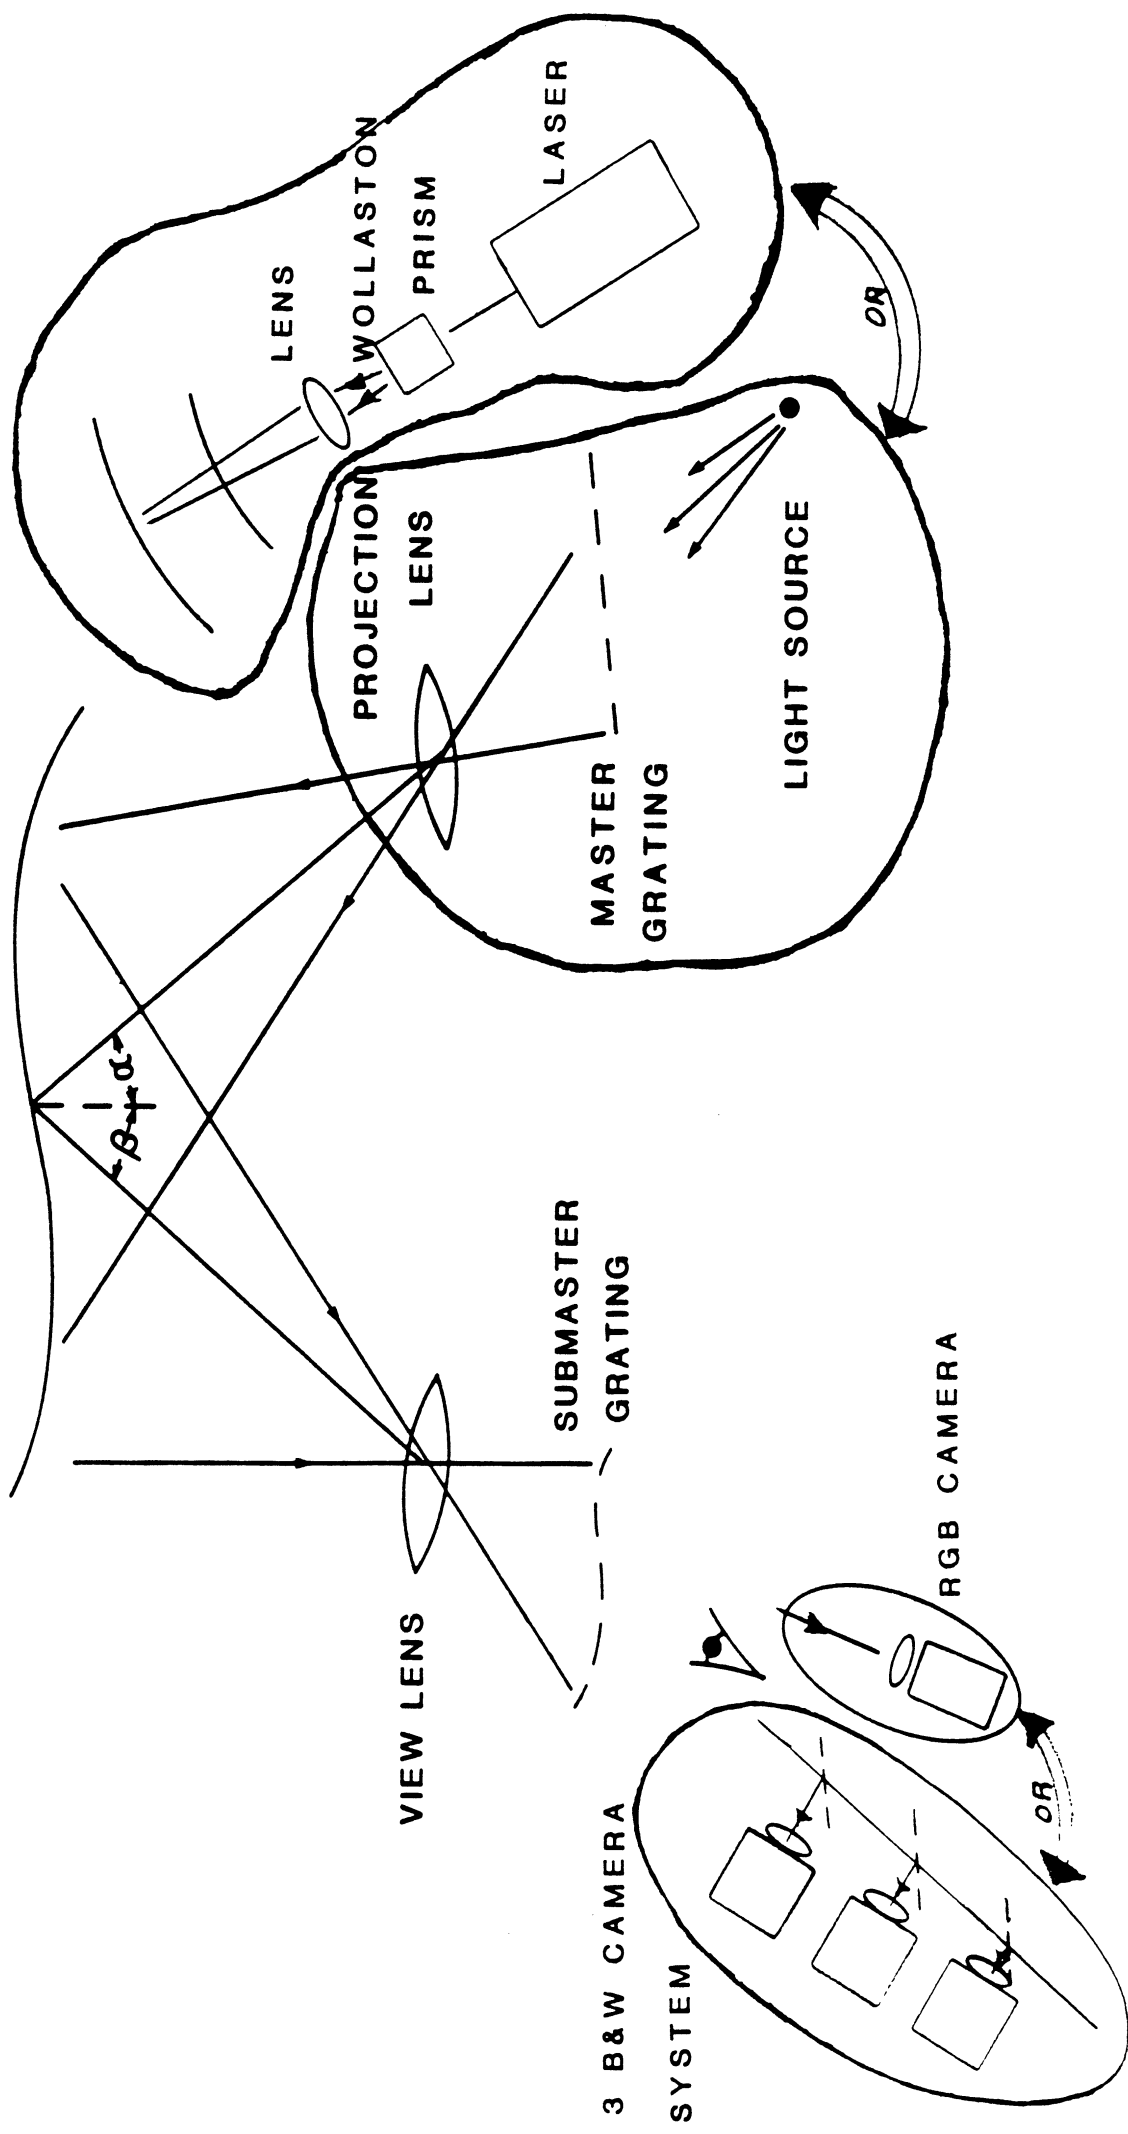 LENS
WOLLASTON
PRISM
LASER
OR
PROJECTION
LENS
MASTER
GRATING
LIGHT SOURCE
α
β
VIEW LENS
SUBMASTER
GRATING
RGB CAMERA
OR
3 B&W CAMERA
SYSTEM